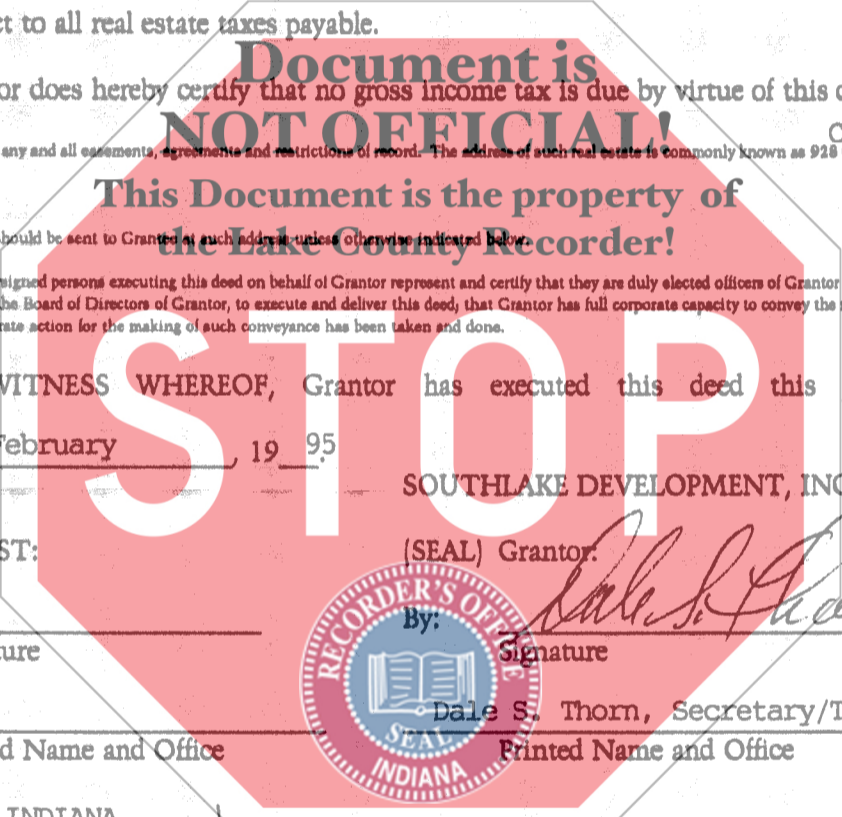 ct to all real estate taxes payable.
Document is
or does hereby certify that no gross income tax is due by virtue of this d
NOT OFFICIAL!
any and all easements, agreements and restrictions of record. The address of such real estate is commonly known as 928
This Document is the property of
hould be sent to Grantee at such address unless otherwise indicated below.
the Lake County Recorder!
signed persons executing this deed on behalf of Grantor represent and certify that they are duly elected officers of Grantor
he Board of Directors of Grantor, to execute and deliver this deed; that Grantor has full corporate capacity to convey the
rate action for the making of such conveyance has been taken and done.
STOP
WITNESS WHEREOF, Grantor has executed this deed this
February, 19 95.
SOUTHLAKE DEVELOPMENT, INC
ST:
(SEAL) Grantor:
RECORDER'S OFFICE
By: Dale S. Tho
ture
Signature
Dale S. Thorn, Secretary/T
SEAL
d Name and Office
Printed Name and Office
INDIANA
INDIANA